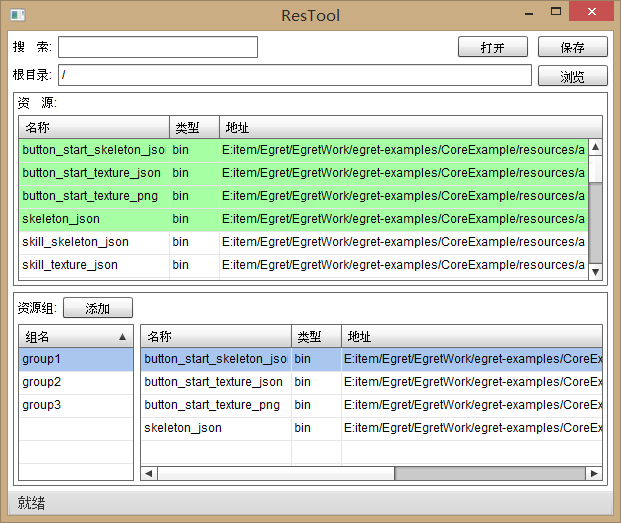 ResTool
搜 索:
打开 保存
根目录: / 浏览
资 源:
名称 类型 地址
button_start_skeleton_jso bin E:item/Egret/EgretWork/egret-examples/CoreExample/resources/a
button_start_texture_json bin E:item/Egret/EgretWork/egret-examples/CoreExample/resources/a
button_start_texture_png bin E:item/Egret/EgretWork/egret-examples/CoreExample/resources/a
skeleton_json bin E:item/Egret/EgretWork/egret-examples/CoreExample/resources/a
skill_skeleton_json bin E:item/Egret/EgretWork/egret-examples/CoreExample/resources/a
skill_texture_json bin E:item/Egret/EgretWork/egret-examples/CoreExample/resources/a
资源组: 添加
组名 名称 类型 地址
group1 button_start_skeleton_jso bin E:item/Egret/EgretWork/egret-examples/CoreEx
group2 button_start_texture_json bin E:item/Egret/EgretWork/egret-examples/CoreEx
group3 button_start_texture_png bin E:item/Egret/EgretWork/egret-examples/CoreEx
skeleton_json bin E:item/Egret/EgretWork/egret-examples/CoreEx
就绪